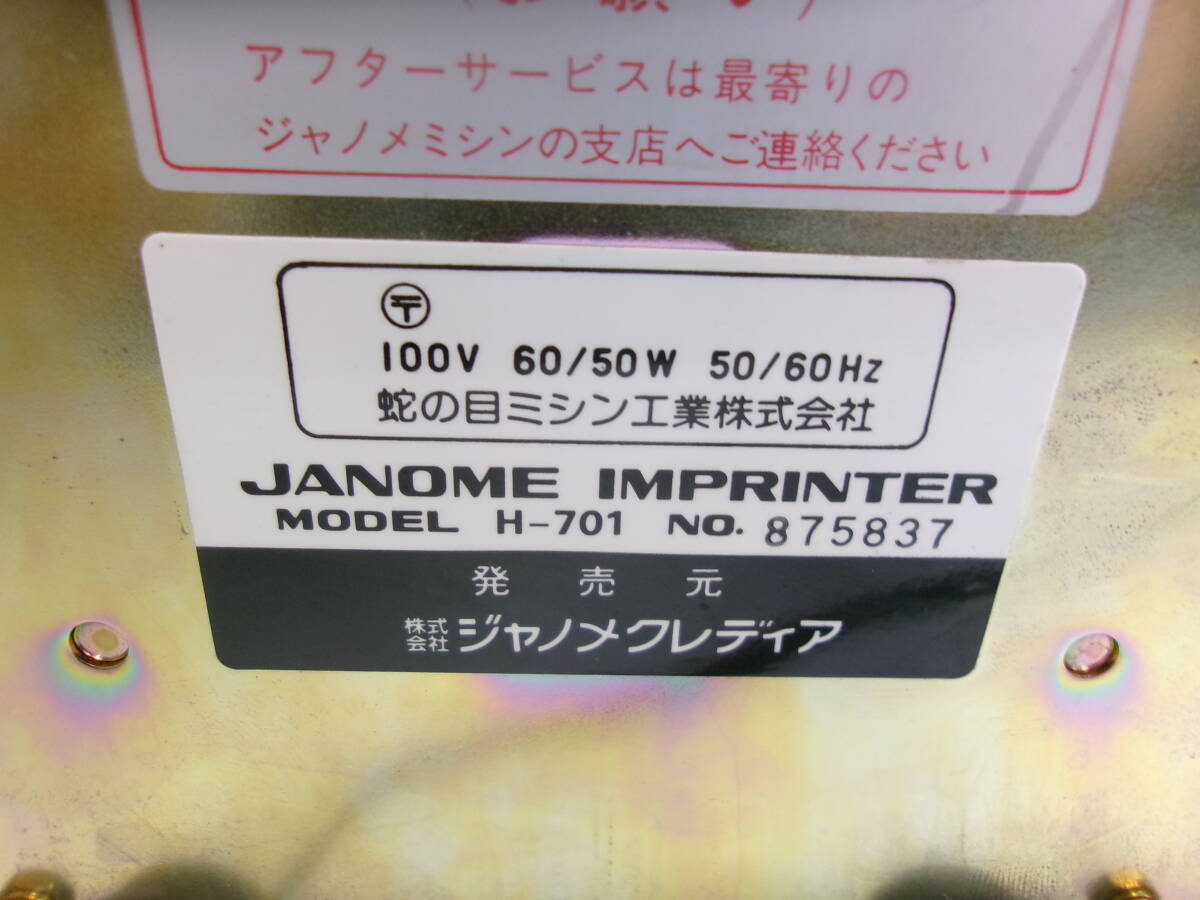 (お願い)
アフターサービスは最寄りの
ジャノメミシンの支店へご連絡ください
〒
100V 60/50W 50/60Hz
蛇の目ミシン工業株式会社
JANOME IMPRINTER
MODEL H-701 NO. 875837
発売元
株式会社ジャノメクレディア